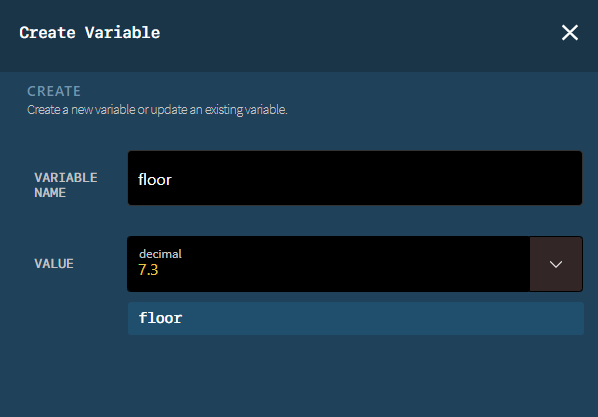 Create Variable
CREATE
Create a new variable or update an existing variable.
VARIABLE
NAME
floor
VALUE
decimal
7.3
floor